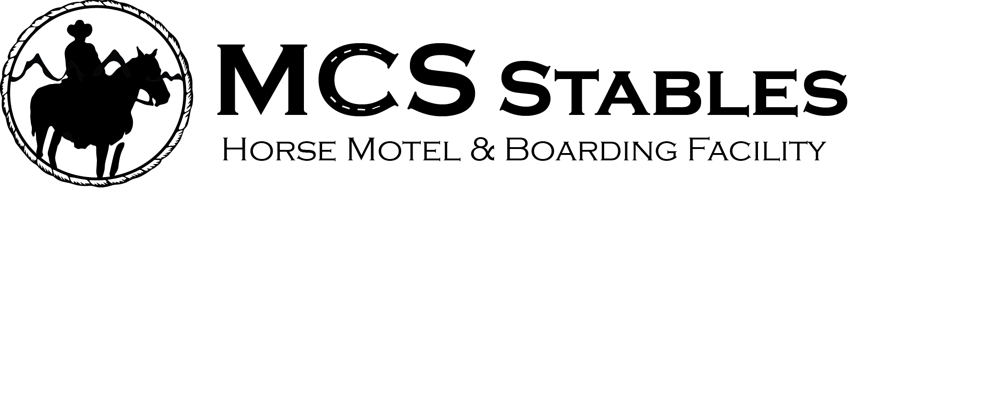 MCS STABLES
HORSE MOTEL & BOARDING FACILITY